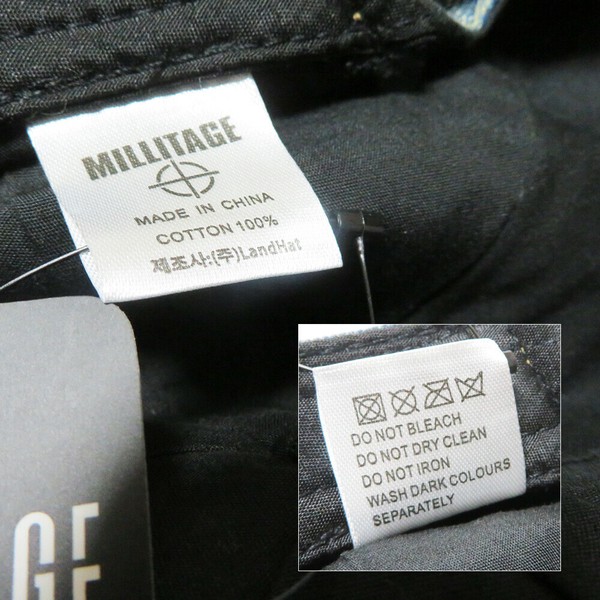 MILLITAGE
MADE IN CHINA
COTTON 100%
제조사:(주)LandHat
GE
DO NOT BLEACH
DO NOT DRY CLEAN
DO NOT IRON
WASH DARK COLOURS
SEPARATELY